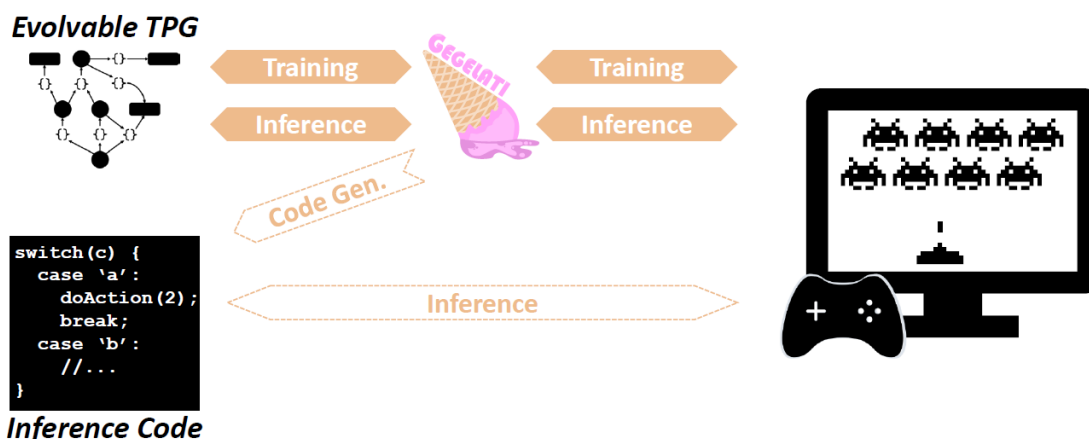 Evolvable TPG
{}
{}
{}
{}
{}
{}
{}
{}
Training
Inference
GEGELATI
Training
Inference
Code Gen.
switch(c) {
case ‘a’:
doAction(2);
break;
case ‘b’:
//...
}
Inference Code
Inference